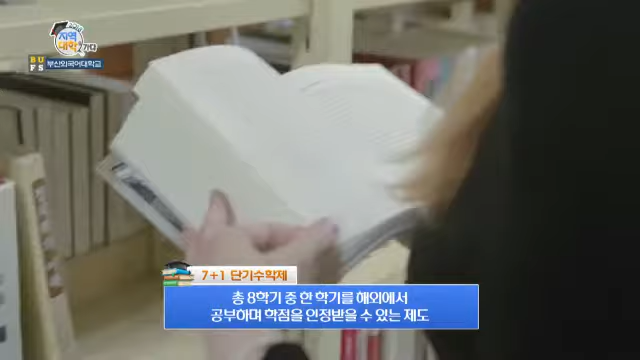 지역
대학
가다
BU
FS
부산외국어대학교
7+1 단기수학제
총 8학기 중 한 학기를 해외에서
공부하며 학점을 인정받을 수 있는 제도